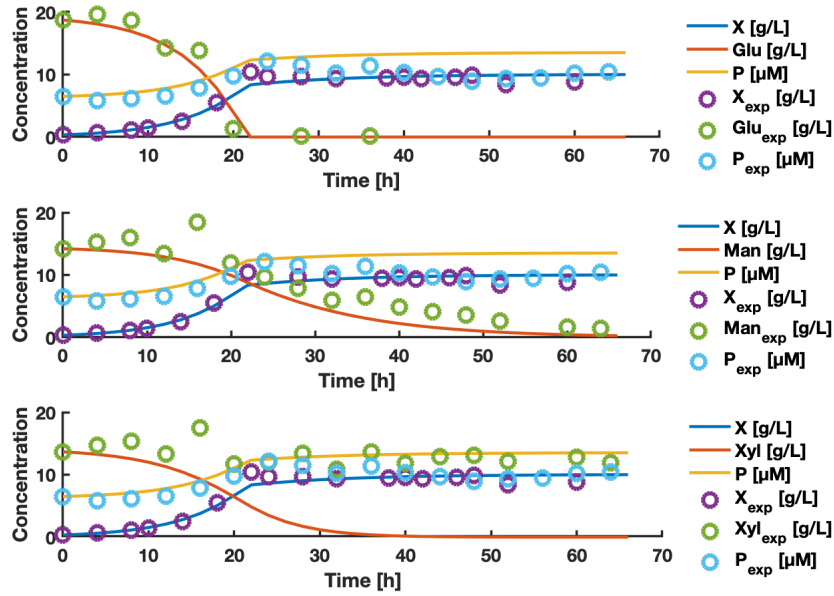 Concentration
20
10
0
0 10 20 30 40 50 60 70
Time [h]
X [g/L]
Glu [g/L]
P [µM]
X_exp [g/L]
Glu_exp [g/L]
P_exp [µM]
Concentration
20
10
0
0 10 20 30 40 50 60 70
Time [h]
X [g/L]
Man [g/L]
P [µM]
X_exp [g/L]
Man_exp [g/L]
P_exp [µM]
Concentration
20
10
0
0 10 20 30 40 50 60 70
Time [h]
X [g/L]
Xyl [g/L]
P [µM]
X_exp [g/L]
Xyl_exp [g/L]
P_exp [µM]